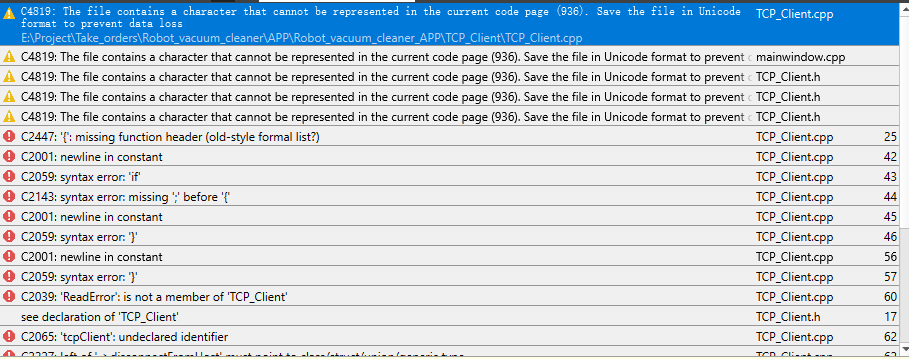 C4819: The file contains a character that cannot be represented in the current code page (936). Save the file in Unicode TCP_Client.cpp
format to prevent data loss
E:\Project\Take_orders\Robot_vacuum_cleaner\APP\Robot_vacuum_cleaner_APP\TCP_Client\TCP_Client.cpp
C4819: The file contains a character that cannot be represented in the current code page (936). Save the file in Unicode format to prevent mainwindow.cpp
C4819: The file contains a character that cannot be represented in the current code page (936). Save the file in Unicode format to prevent TCP_Client.h
C4819: The file contains a character that cannot be represented in the current code page (936). Save the file in Unicode format to prevent TCP_Client.h
C4819: The file contains a character that cannot be represented in the current code page (936). Save the file in Unicode format to prevent TCP_Client.h
C2447: '{': missing function header (old-style formal list?) TCP_Client.cpp 25
C2001: newline in constant TCP_Client.cpp 42
C2059: syntax error: 'if' TCP_Client.cpp 43
C2143: syntax error: missing ';' before '{' TCP_Client.cpp 44
C2001: newline in constant TCP_Client.cpp 45
C2059: syntax error: '}' TCP_Client.cpp 46
C2001: newline in constant TCP_Client.cpp 56
C2059: syntax error: '}' TCP_Client.cpp 57
C2039: 'ReadError': is not a member of 'TCP_Client' TCP_Client.cpp 60
see declaration of 'TCP_Client' TCP_Client.h 17
C2065: 'tcpClient': undeclared identifier TCP_Client.cpp 62